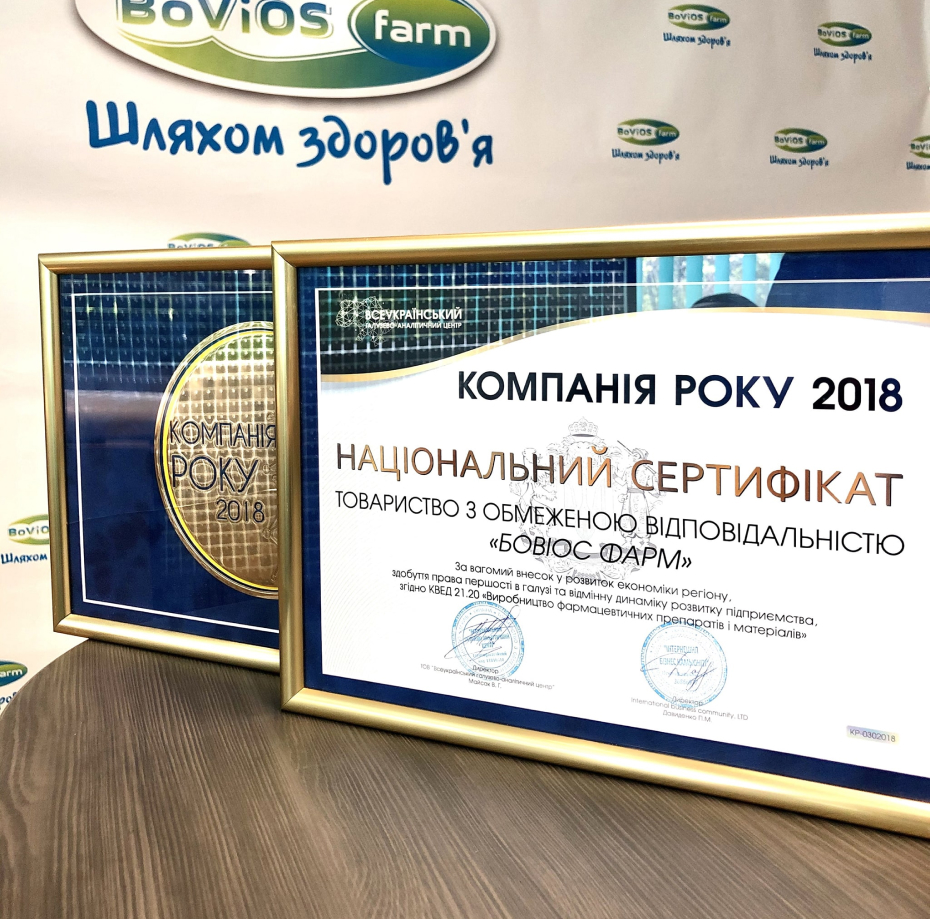 BoViOS farm
Шляхом здоров'я
BoViOS farm
Шляхом здоров'я
BoViOS farm
Шляхом здоров'я
BoViOS farm
Шляхом здоров'я
BoViOS farm
Шляхом здоров'я
BoViOS farm
Шляхом
КОМПАНІЯ
РОКУ
2018
ВСЕУКРАЇНСЬКИЙ
ГАЛУЗЕВО-АНАЛІТИЧНИЙ ЦЕНТР
КОМПАНІЯ РОКУ 2018
НАЦІОНАЛЬНИЙ СЕРТИФІКАТ
ТОВАРИСТВО З ОБМЕЖЕНОЮ ВІДПОВІДАЛЬНІСТЮ
«БОВІОС ФАРМ»
За вагомий внесок у розвиток економіки регіону,
здобуття права першості в галузі та відмінну динаміку розвитку підприємства,
згідно КВЕД 21.20 «Виробництво фармацевтичних препаратів і матеріалів»
Директор
ТОВ "Всеукраїнський галузево-аналітичний центр"
Майсак В. Г.
Директор
International business community, LTD
КР-0302018